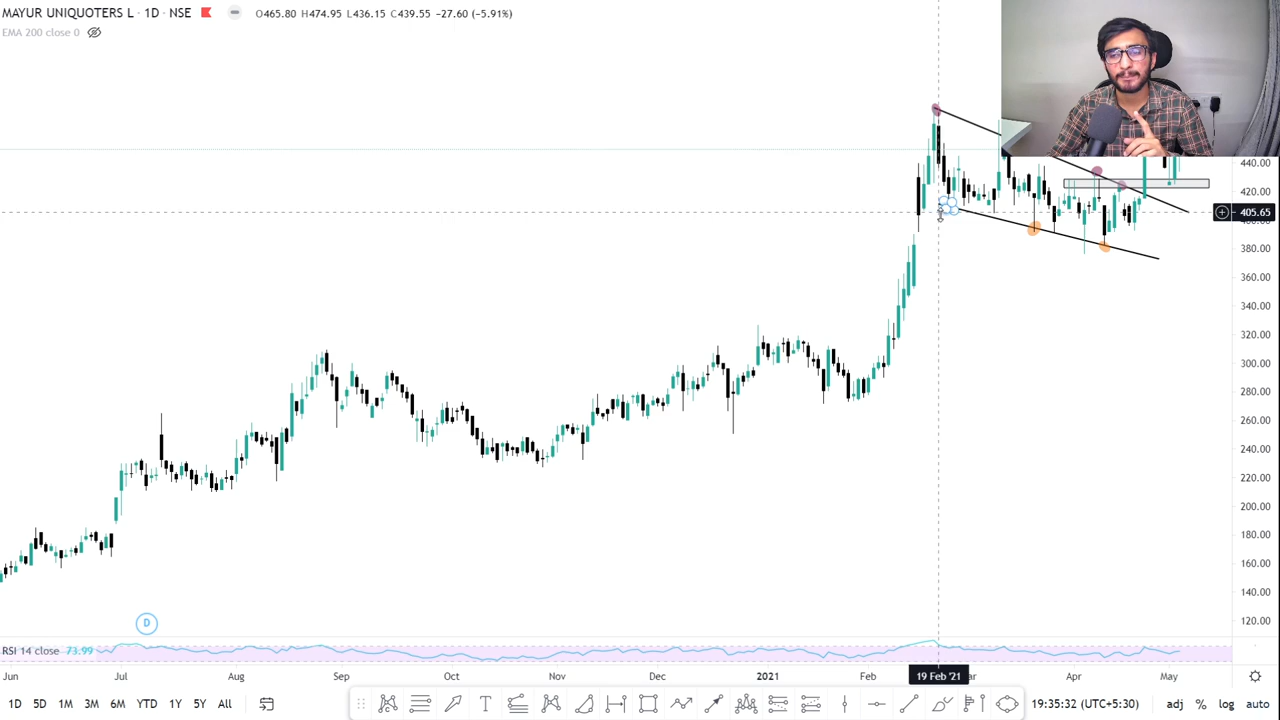 MAYUR UNIQUOTERS L · 1D · NSE O465.80 H474.95 L436.15 C439.55 −27.60 (−5.91%)
EMA 200 close 0
440.00
420.00
405.65
380.00
360.00
340.00
320.00
300.00
280.00
260.00
240.00
220.00
200.00
180.00
160.00
140.00
120.00
D
RSI 14 close 73.99
Jun Jul Aug Sep Oct Nov Dec 2021 Feb 19 Feb '21 Apr May
1D 5D 1M 3M 6M YTD 1Y 5Y All T 19:35:32 (UTC+5:30) adj % log auto